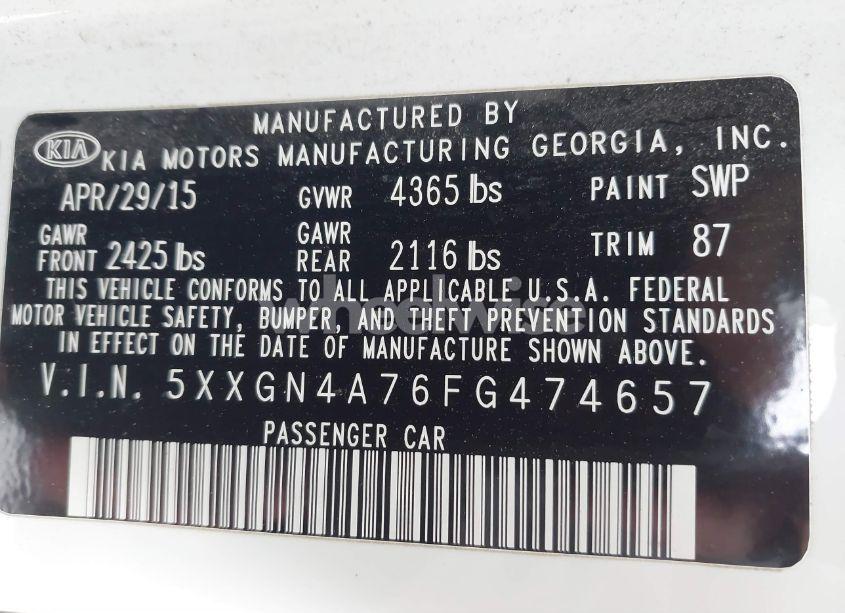 MANUFACTURED BY
KIA KIA MOTORS MANUFACTURING GEORGIA, INC.
APR/29/15 GVWR 4365 lbs PAINT SWP
GAWR FRONT 2425 lbs GAWR REAR 2116 lbs TRIM 87
THIS VEHICLE CONFORMS TO ALL APPLICABLE U.S.A. FEDERAL
MOTOR VEHICLE SAFETY, BUMPER, AND THEFT PREVENTION STANDARDS
IN EFFECT ON THE DATE OF MANUFACTURE SHOWN ABOVE.
V.I.N. 5XXGN4A76FG474657
PASSENGER CAR
wheelwise